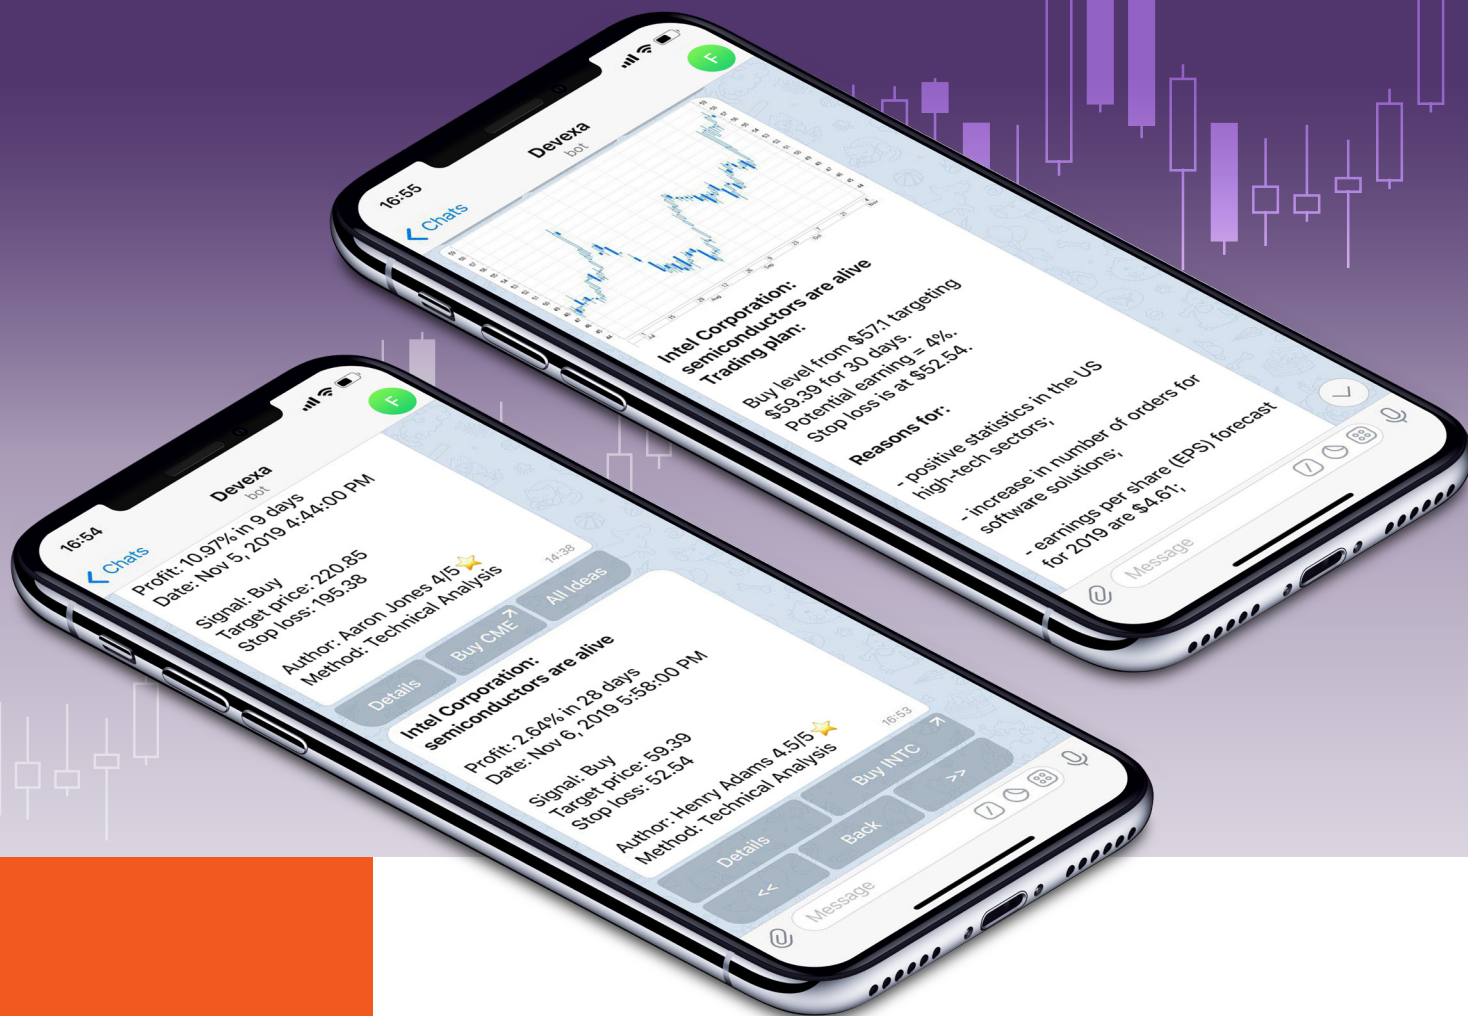 16:55
Chats
Devexa
bot
F
Intel Corporation:
semiconductors are alive
Trading plan:
Buy level from $57.1 targeting
$59.39 for 30 days.
Potential earning = 4%.
Stop loss is at $52.54.
Reasons for:
- positive statistics in the US
high-tech sectors;
- increase in number of orders for
software solutions;
- earnings per share (EPS) forecast
for 2019 are $4.61;
Message
16:54
Chats
Devexa
bot
F
Profit: 10.97% in 9 days
Date: Nov 5, 2019 4:44:00 PM
Signal: Buy
Target price: 220.85
Stop loss: 195.38
Author: Aaron Jones 4/5⭐
Method: Technical Analysis
14:38
Details
Buy CME
All Ideas
Intel Corporation:
semiconductors are alive
Profit: 2.64% in 28 days
Date: Nov 6, 2019 5:58:00 PM
Signal: Buy
Target price: 59.39
Stop loss: 52.54
Author: Henry Adams 4.5/5⭐
Method: Technical Analysis
16:53
Details
Buy INTC
<<
Back
>>
Message